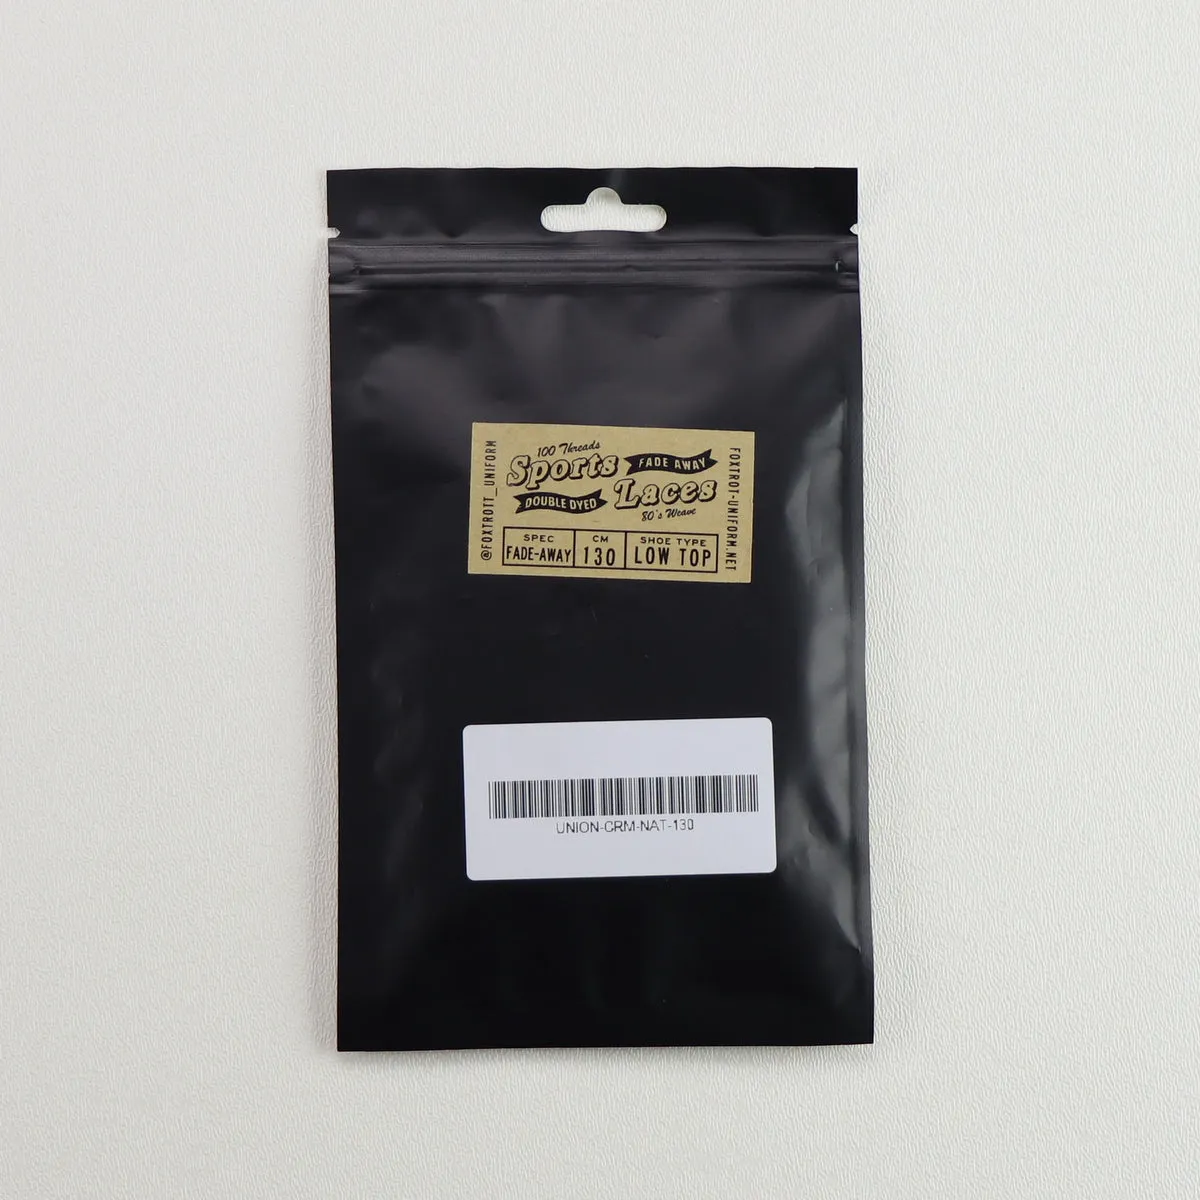 @FOXTROTT_UNIFORM
100 Threads
Sports
FADE AWAY
DOUBLE DYED
Laces
80's Weave
SPEC
FADE-AWAY
CM
130
SHOE TYPE
LOW TOP
FOXTROT-UNIFORM.NET
UNION-CRM-NAT-130